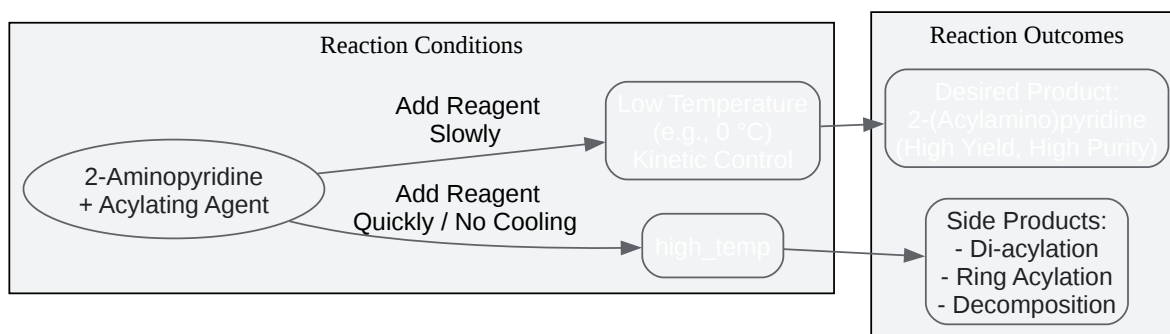 Reaction Conditions
Reaction Outcomes
Add Reagent
Slowly
Low Temperature
(e.g., 0 °C)
Kinetic Control
Desired Product:
2-(Acylamino)pyridine
(High Yield, High Purity)
2-Aminopyridine
+ Acylating Agent
Add Reagent
Quickly / No Cooling
high_temp
Side Products:
- Di-acylation
- Ring Acylation
- Decomposition